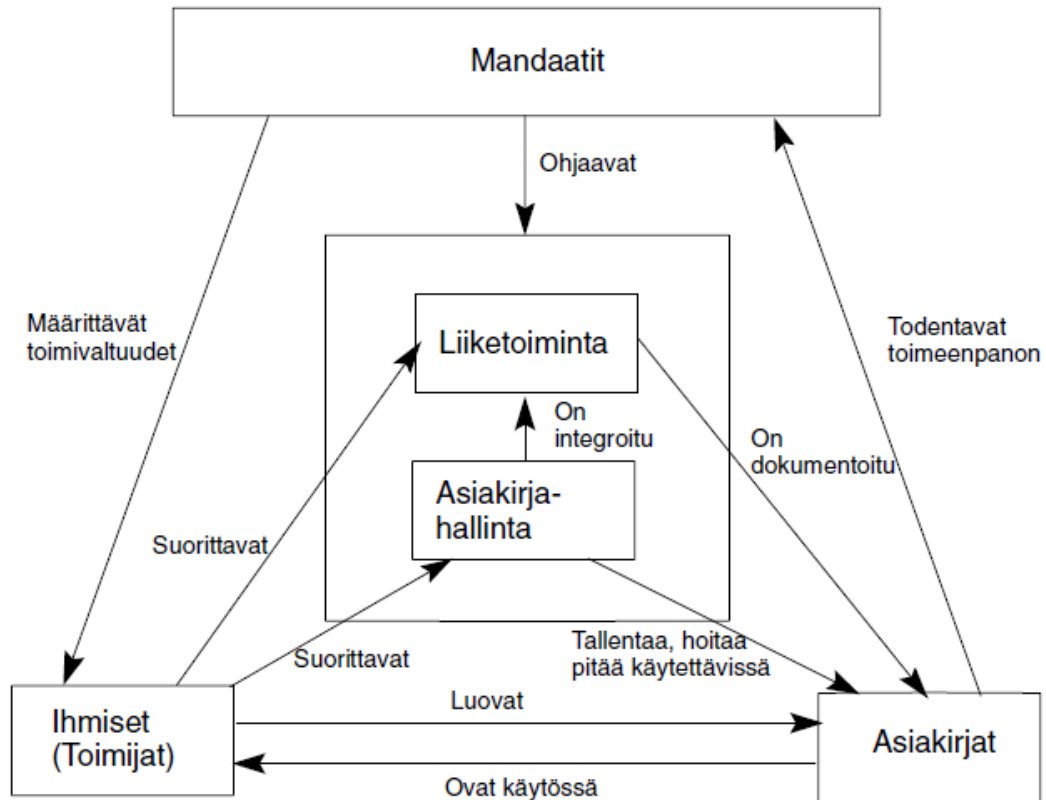 Mandaatit
Ohjaavat
Määrittävät
toimivaltuudet
Liiketoiminta
Todentavat
toimeenpanon
On
integroitu
On
dokumentoitu
Asiakirja-
hallinta
Suorittavat
Suorittavat
Tallentaa, hoitaa
pitää käytettävissä
Luovat
Ihmiset
(Toimijat)
Asiakirjat
Ovat käytössä